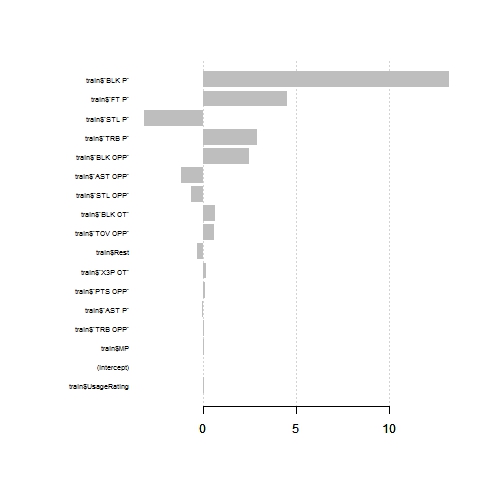 train$`BLK P`
train$`FT P`
train$`STL P`
train$`TRB P`
train$`BLK OPP`
train$`AST OPP`
train$`STL OPP`
train$`BLK OT`
train$`TOV OPP`
train$Rest
train$`X3P OT`
train$`PTS OPP`
train$`AST P`
train$`TRB OPP`
train$MP
(Intercept)
train$UsageRating
0 5 10